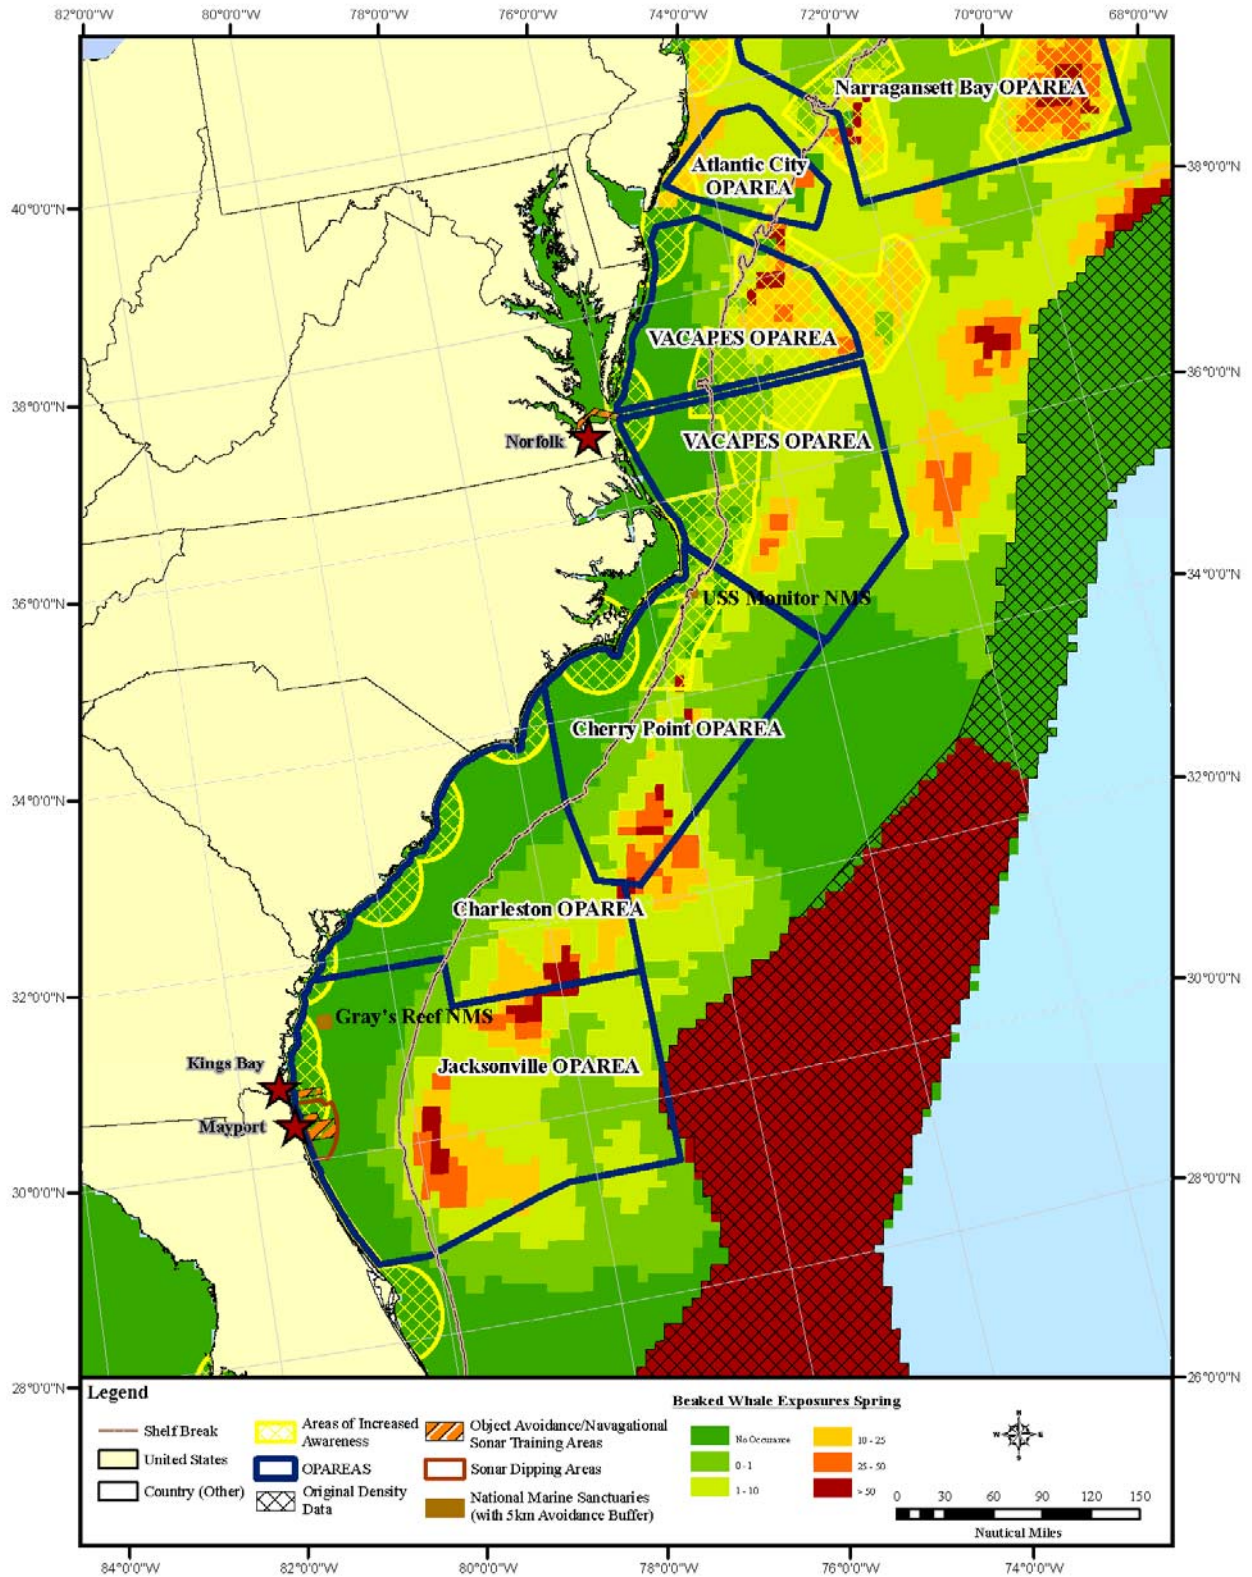 82°0'0"W 80°0'0"W 78°0'0"W 76°0'0"W 74°0'0"W 72°0'0"W 70°0'0"W 68°0'0"W
Narragansett Bay OPAREA
Atlantic City
OPAREA
38°0'0"N
40°0'0"N
VACAPES OPAREA
36°0'0"N
38°0'0"N
Norfolk
VACAPES OPAREA
34°0'0"N
36°0'0"N
USS Monitor NMS
Cherry Point OPAREA
32°0'0"N
34°0'0"N
Charleston OPAREA
30°0'0"N
32°0'0"N
Gray's Reef NMS
Kings Bay
Jacksonville OPAREA
Mayport
28°0'0"N
30°0'0"N
28°0'0"N
26°0'0"N
Legend
Shelf Break
United States
Country (Other)
Areas of Increased
Awareness
OPAREAS
Original Density
Data
Object Avoidance/Navagational
Sonar Training Areas
Sonar Dipping Areas
National Marine Sanctuaries
(with 5km Avoidance Buffer)
Beaked Whale Exposures Spring
No Occurance
0 - 1
1 - 10
10 - 25
25 - 50
> 50
N
W E
S
0 30 60 90 120 150
Nautical Miles
84°0'0"W 82°0'0"W 80°0'0"W 78°0'0"W 76°0'0"W 74°0'0"W